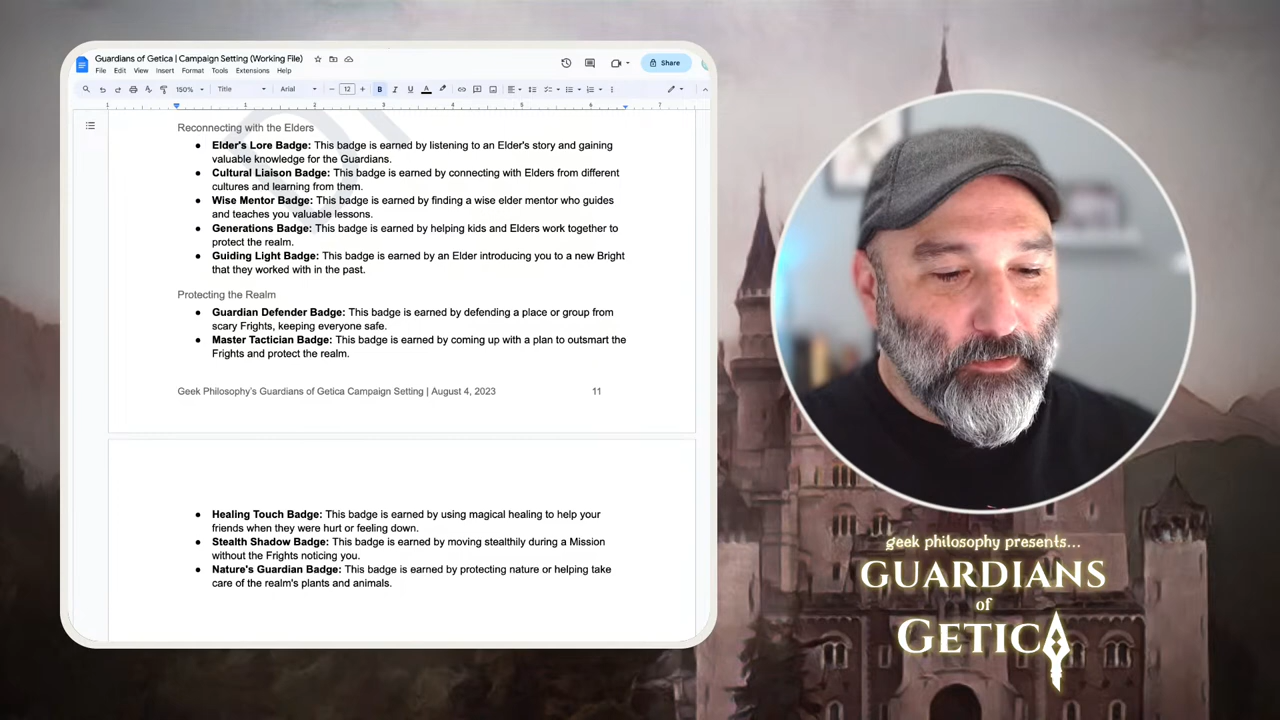 Guardians of Getica | Campaign Setting (Working File)
File Edit View Insert Format Tools Extensions Help
Share
150% Title Arial 12 B I U A
1 1 2 3 4 5 6 7
Reconnecting with the Elders
● Elder's Lore Badge: This badge is earned by listening to an Elder's story and gaining
valuable knowledge for the Guardians.
● Cultural Liaison Badge: This badge is earned by connecting with Elders from different
cultures and learning from them.
● Wise Mentor Badge: This badge is earned by finding a wise elder mentor who guides
and teaches you valuable lessons.
● Generations Badge: This badge is earned by helping kids and Elders work together to
protect the realm.
● Guiding Light Badge: This badge is earned by an Elder introducing you to a new Bright
that they worked with in the past.
Protecting the Realm
● Guardian Defender Badge: This badge is earned by defending a place or group from
scary Frights, keeping everyone safe.
● Master Tactician Badge: This badge is earned by coming up with a plan to outsmart the
Frights and protect the realm.
Geek Philosophy's Guardians of Getica Campaign Setting | August 4, 2023 11
● Healing Touch Badge: This badge is earned by using magical healing to help your
friends when they were hurt or feeling down.
● Stealth Shadow Badge: This badge is earned by moving stealthily during a Mission
without the Frights noticing you.
● Nature's Guardian Badge: This badge is earned by protecting nature or helping take
care of the realm's plants and animals.
geek philosophy presents...
GUARDIANS
of
GETICA